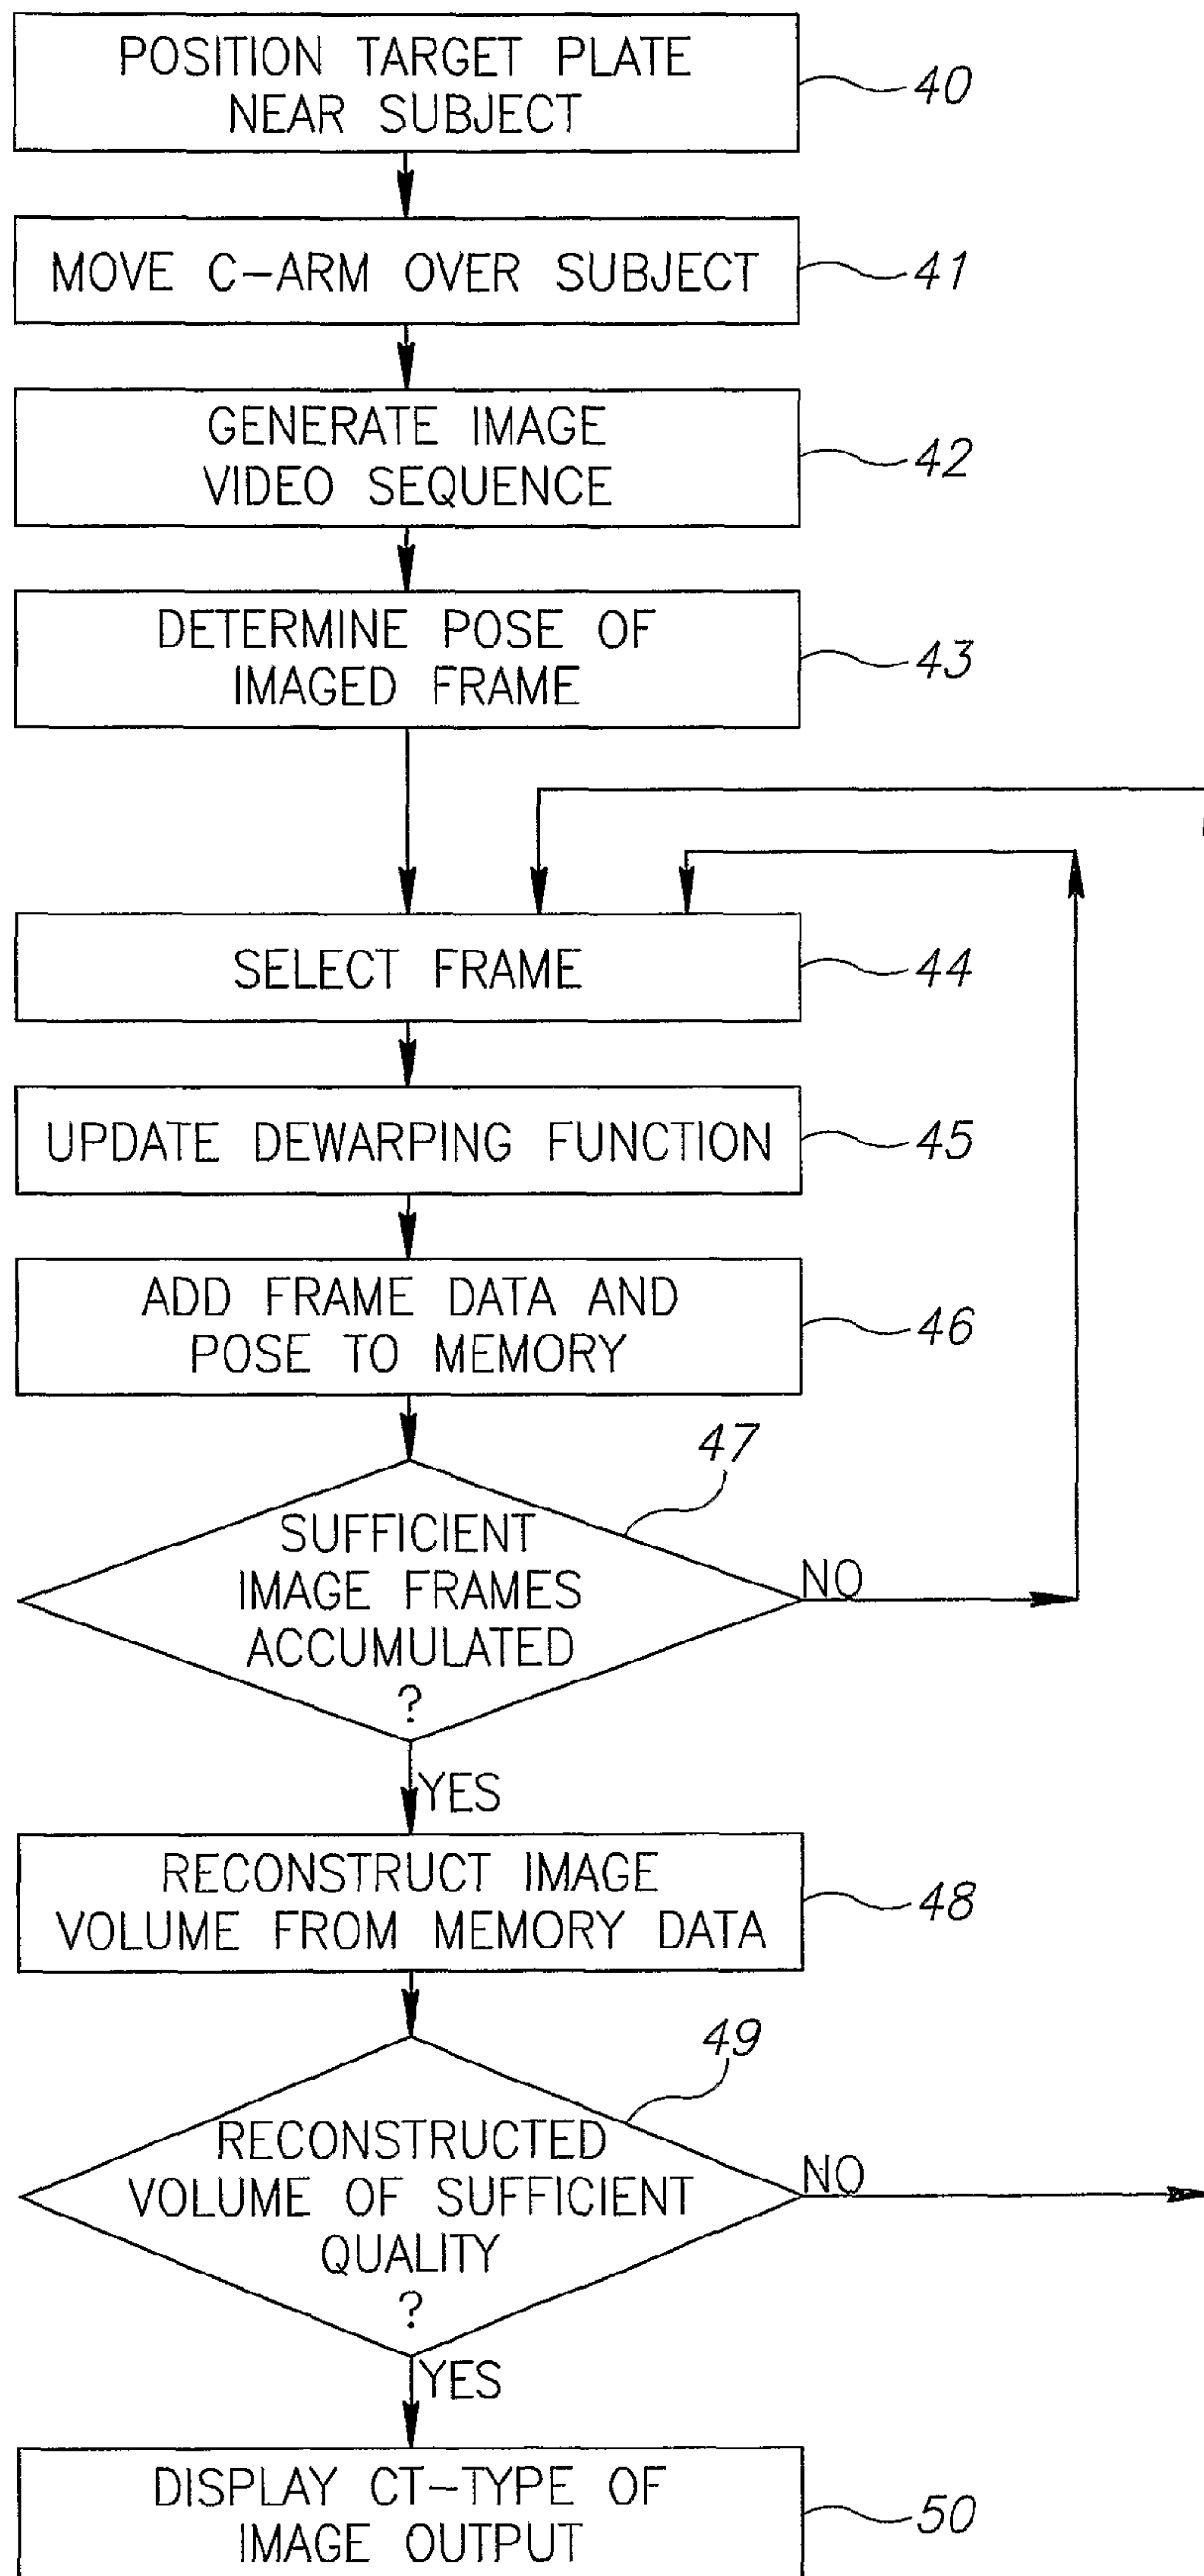 POSITION TARGET PLATE
NEAR SUBJECT
40
MOVE C-ARM OVER SUBJECT
41
GENERATE IMAGE
VIDEO SEQUENCE
42
DETERMINE POSE OF
IMAGED FRAME
43
SELECT FRAME
44
UPDATE DEWARPING FUNCTION
45
ADD FRAME DATA AND
POSE TO MEMORY
46
47
SUFFICIENT
IMAGE FRAMES
ACCUMULATED
?
NO
YES
RECONSTRUCT IMAGE
VOLUME FROM MEMORY DATA
48
49
RECONSTRUCTED
VOLUME OF SUFFICIENT
QUALITY
?
NO
YES
DISPLAY CT-TYPE OF
IMAGE OUTPUT
50